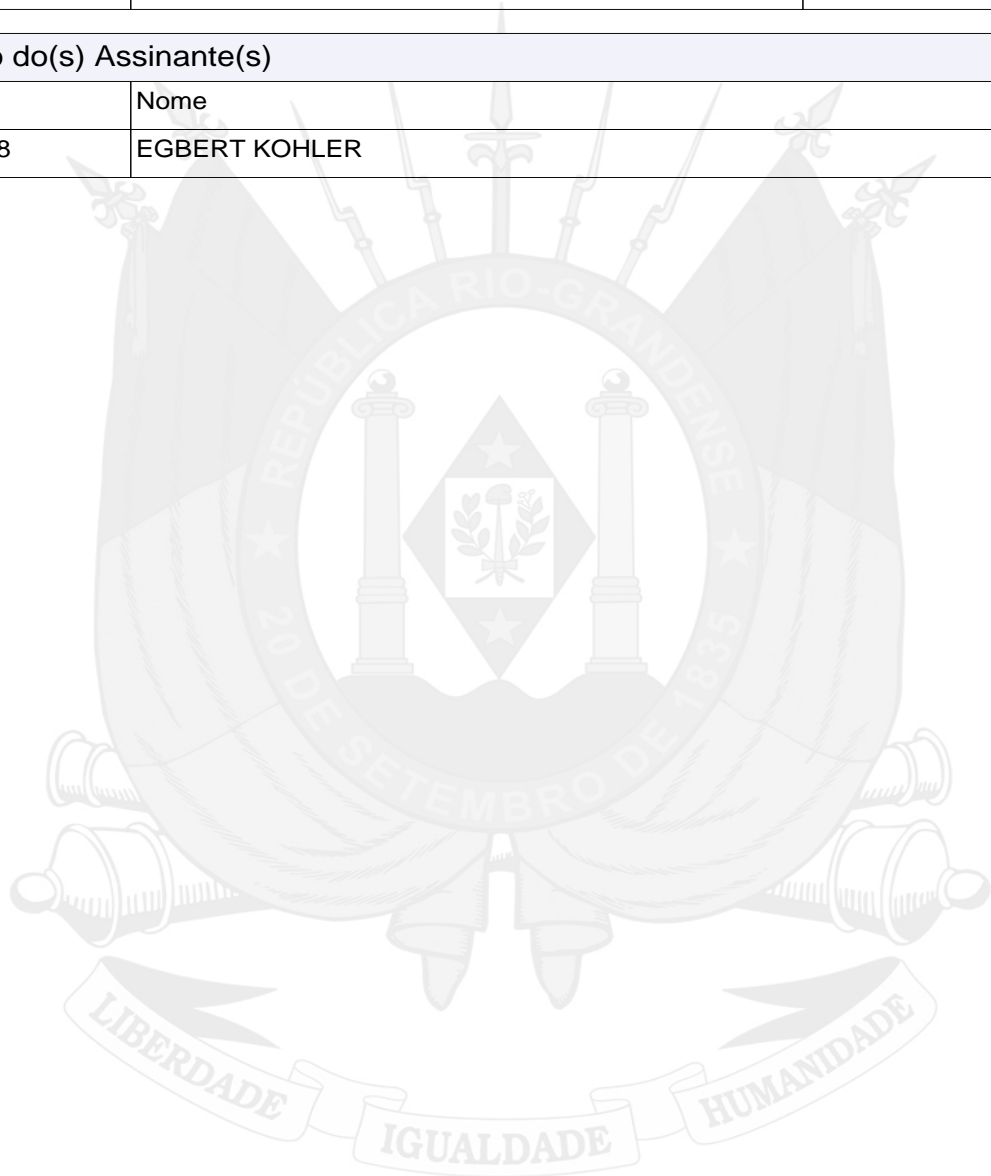 o do(s) Assinante(s)
Nome
8 EGBERT KOHLER
REPÚBLICA RIO-GRANDENSE
★ 20 DE SETEMBRO DE 1835 ★
LIBERDADE IGUALDADE HUMANIDADE